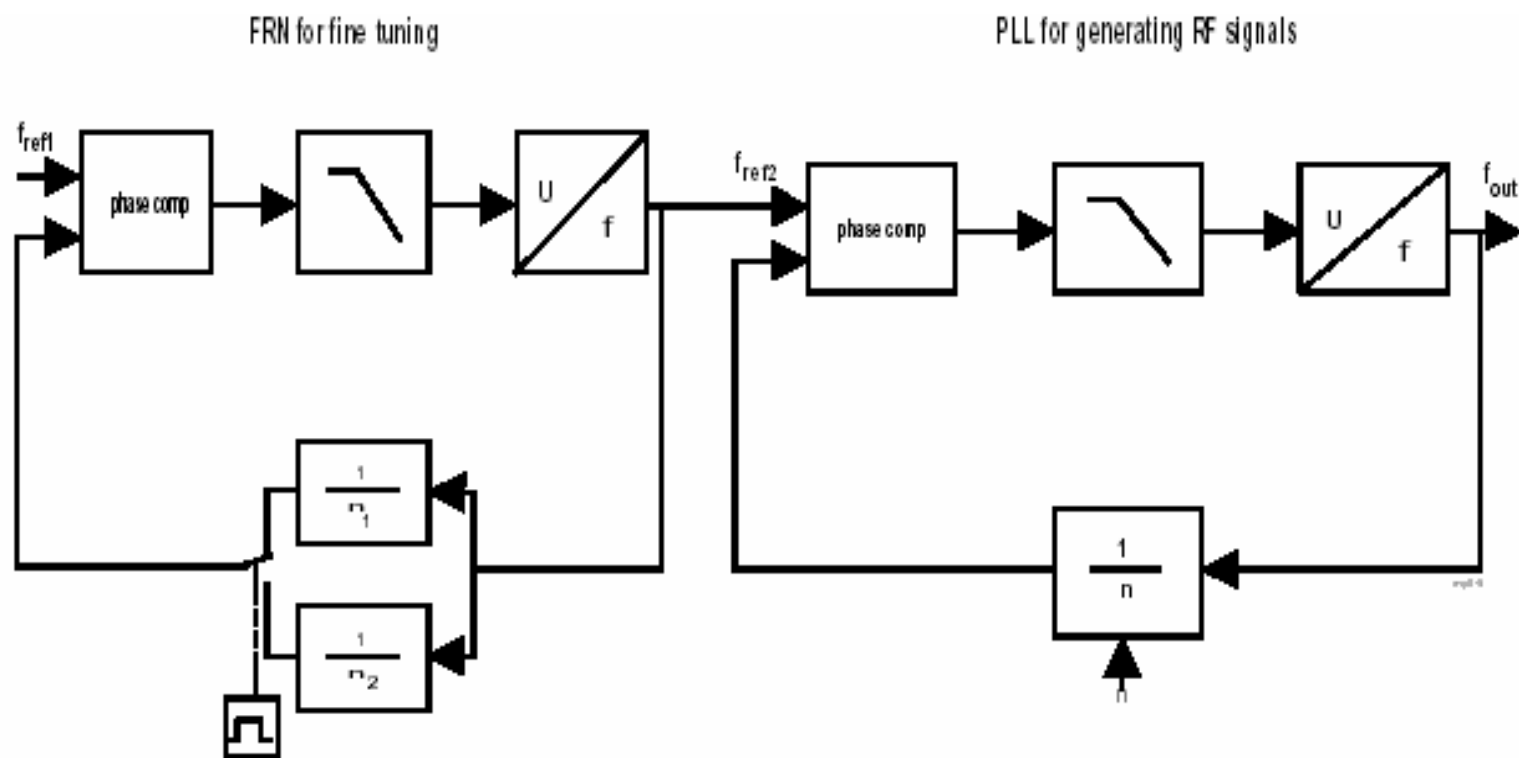 FRN for fine tuning
PLL for generating RF signals
fref1
phase comp
U
f
fref2
phase comp
U
f
fout
1
n1
1
n2
1
n
n